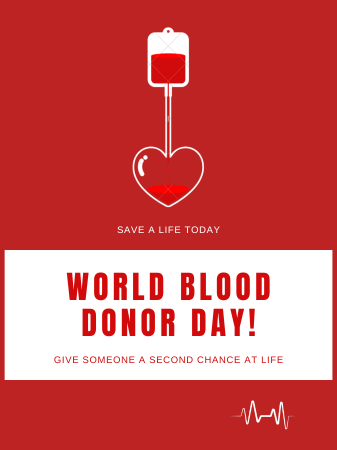 SAVE A LIFE TODAY
WORLD BLOOD
DONOR DAY!
GIVE SOMEONE A SECOND CHANCE AT LIFE